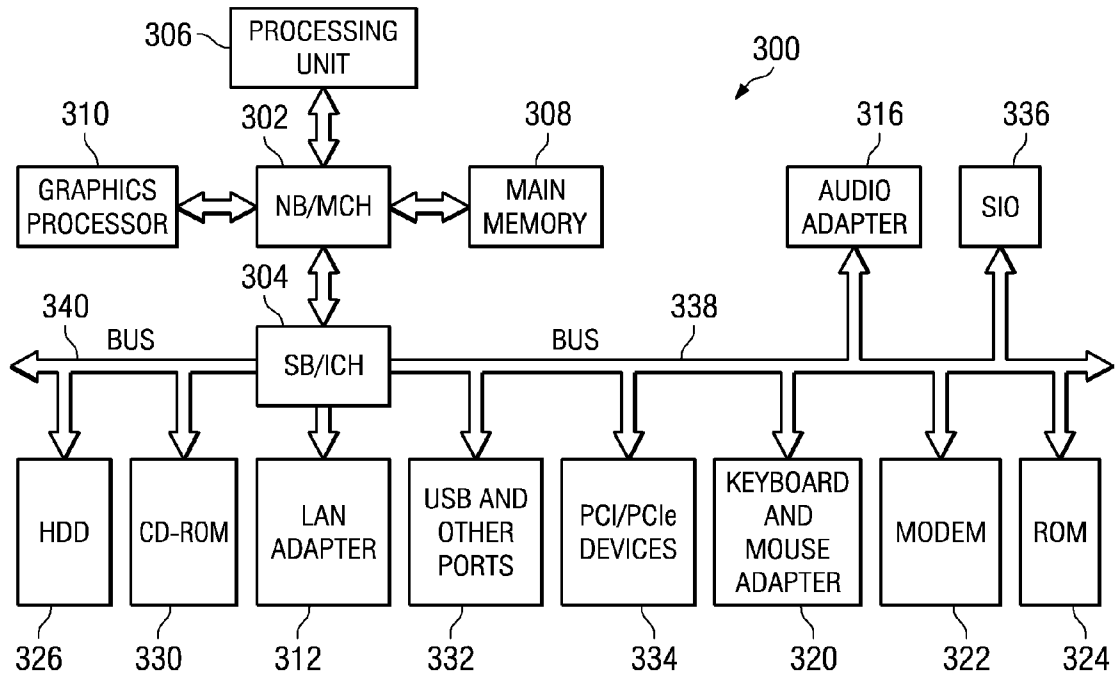 306
PROCESSING
UNIT
300
310
302
308
316
336
GRAPHICS
PROCESSOR
NB/MCH
MAIN
MEMORY
AUDIO
ADAPTER
SIO
304
340
338
BUS
BUS
SB/ICH
HDD
CD-ROM
LAN
ADAPTER
USB AND
OTHER
PORTS
PCI/PCIe
DEVICES
KEYBOARD
AND
MOUSE
ADAPTER
MODEM
ROM
326
330
312
332
334
320
322
324